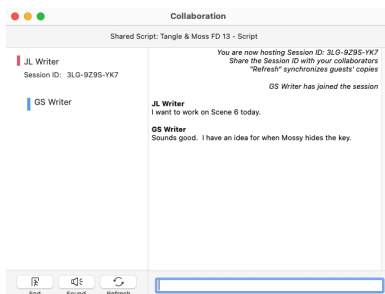 Collaboration
Shared Script: Tangle & Moss FD 13 - Script
JL Writer
Session ID: 3LG-9Z9S-YK7
GS Writer
You are now hosting Session ID: 3LG-9Z9S-YK7
Share the Session ID with your collaborators
"Refresh" synchronizes guests' copies
GS Writer has joined the session
JL Writer
I want to work on Scene 6 today.
GS Writer
Sounds good.  I have an idea for when Mossy hides the key.
End
Sound
Refresh